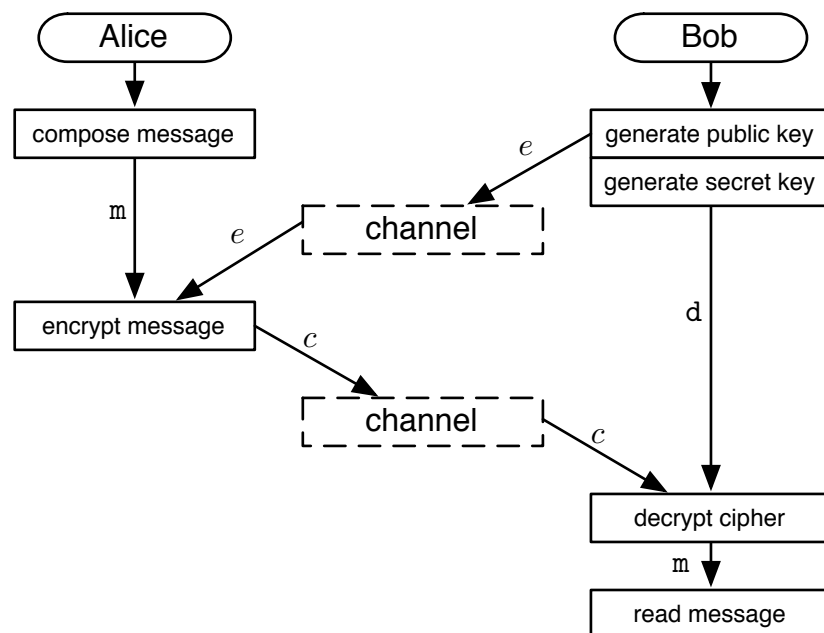 Alice
Bob
compose message
generate public key
e
generate secret key
m
channel
e
encrypt message
d
c
channel
c
decrypt cipher
m
read message